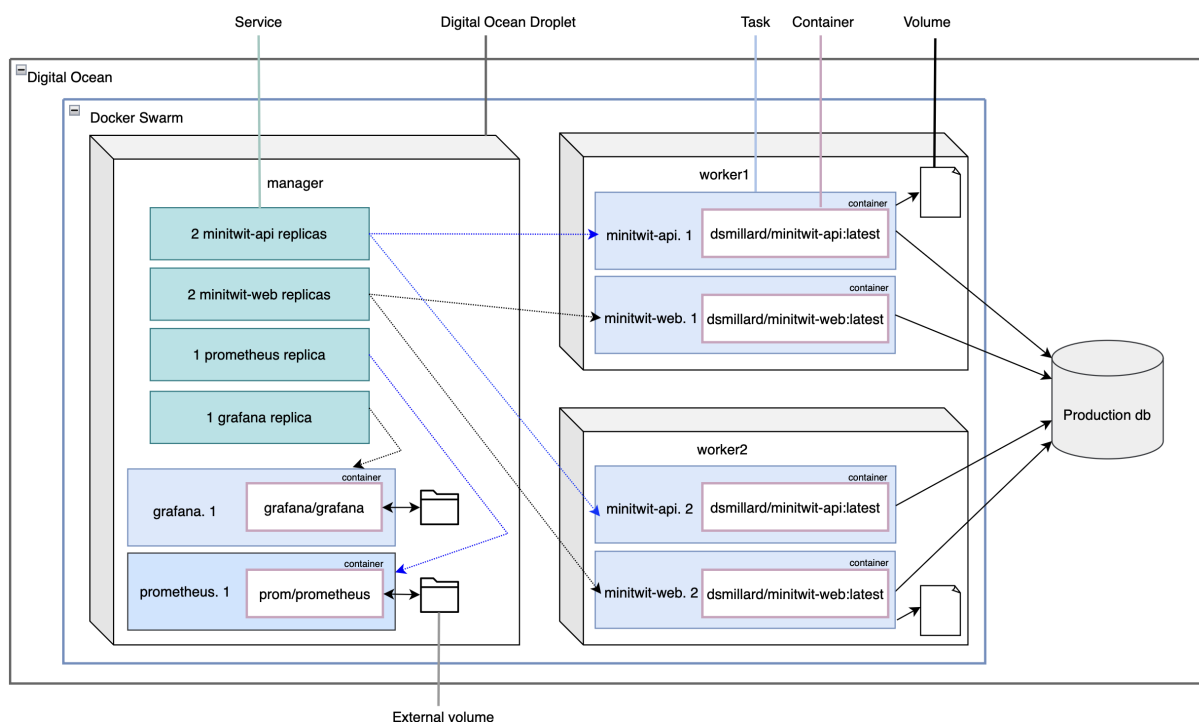 Service
Digital Ocean Droplet
Task
Container
Volume
Digital Ocean
Docker Swarm
manager
2 minitwit-api replicas
2 minitwit-web replicas
1 prometheus replica
1 grafana replica
container
grafana. 1
grafana/grafana
container
prometheus. 1
prom/prometheus
External volume
worker1
container
minitwit-api. 1
dsmillard/minitwit-api:latest
container
minitwit-web. 1
dsmillard/minitwit-web:latest
worker2
container
minitwit-api. 2
dsmillard/minitwit-api:latest
container
minitwit-web. 2
dsmillard/minitwit-web:latest
Production db